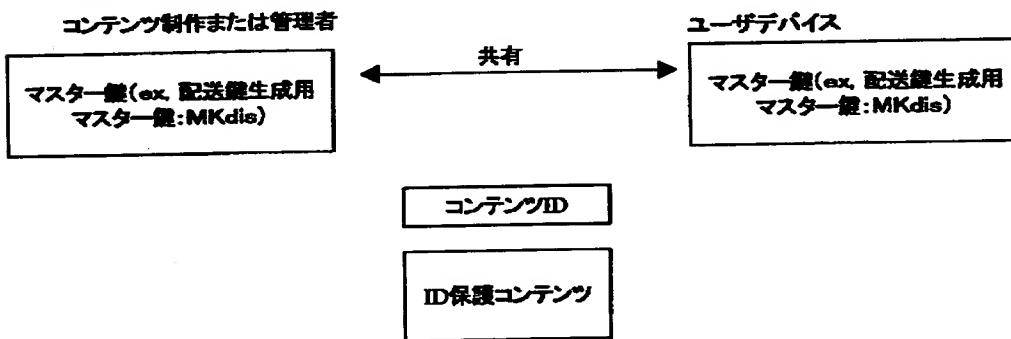 コンテンツ制作または管理者
ユーザデバイス
共有
マスター鍵(ex, 配送鍵生成用
マスター鍵:MKdis)
マスター鍵(ex, 配送鍵生成用
マスター鍵:MKdis)
コンテンツID
ID保護コンテンツ